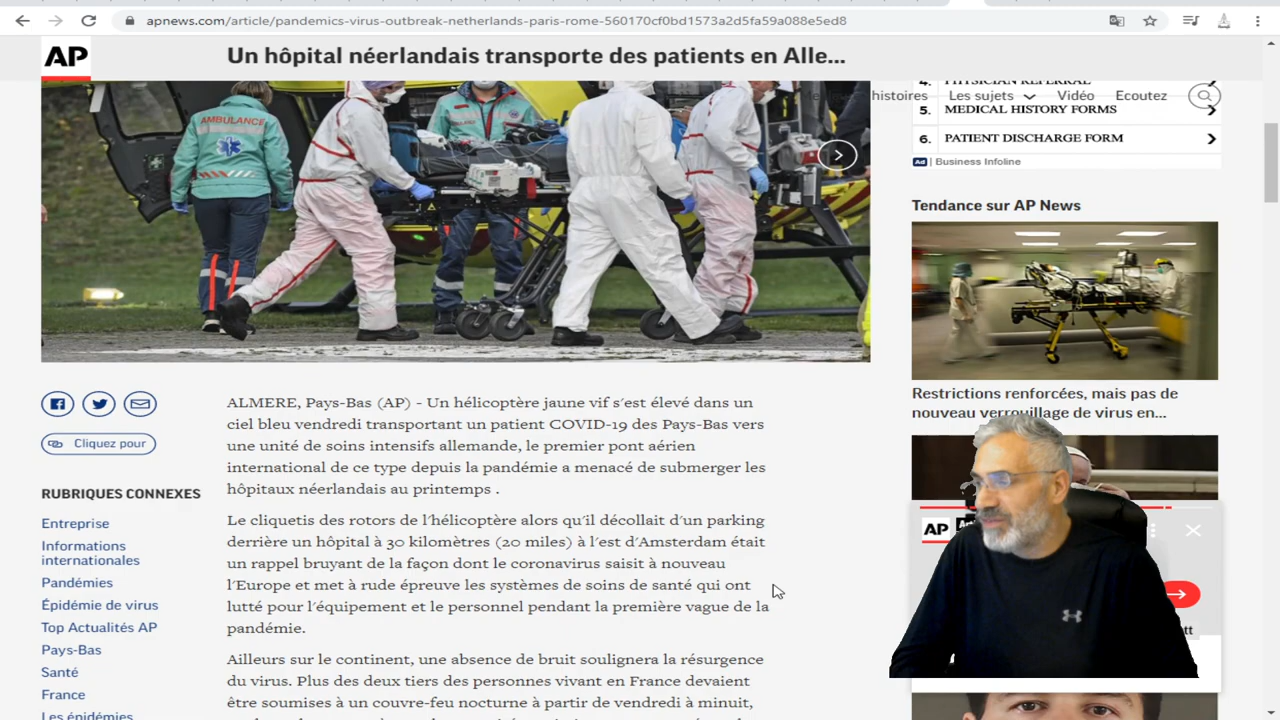 apnews.com/article/pandemics-virus-outbreak-netherlands-paris-rome-560170cf0bd1573a2d5fa59a088e5ed8
AP
Un hôpital néerlandais transporte des patients en Alle...
histoires
Les sujets
Vidéo
Ecoutez
AMBULANCE
4. PHYSICIAN REFERRAL
5. MEDICAL HISTORY FORMS
6. PATIENT DISCHARGE FORM
Ad | Business Infoline
Tendance sur AP News
Restrictions renforcées, mais pas de
nouveau verrouillage de virus en...
AP
Cliquez pour
RUBRIQUES CONNEXES
Entreprise
Informations
internationales
Pandémies
Épidémie de virus
Top Actualités AP
Pays-Bas
Santé
France
Les épidémies
ALMERE, Pays-Bas (AP) - Un hélicoptère jaune vif s'est élevé dans un
ciel bleu vendredi transportant un patient COVID-19 des Pays-Bas vers
une unité de soins intensifs allemande, le premier pont aérien
international de ce type depuis la pandémie a menacé de submerger les
hôpitaux néerlandais au printemps .
Le cliquetis des rotors de l'hélicoptère alors qu'il décollait d'un parking
derrière un hôpital à 30 kilomètres (20 miles) à l'est d'Amsterdam était
un rappel bruyant de la façon dont le coronavirus saisit à nouveau
l'Europe et met à rude épreuve les systèmes de soins de santé qui ont
lutté pour l'équipement et le personnel pendant la première vague de la
pandémie.
Ailleurs sur le continent, une absence de bruit soulignera la résurgence
du virus. Plus des deux tiers des personnes vivant en France devaient
être soumises à un couvre-feu nocturne à partir de vendredi à minuit,